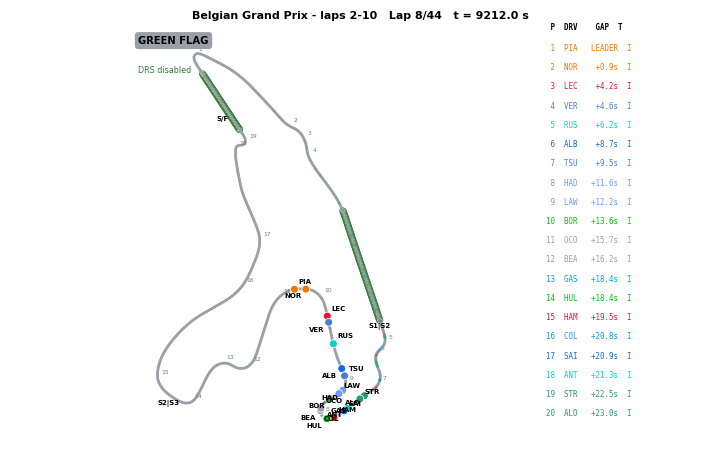 Belgian Grand Prix - laps 2-10   Lap 8/44   t = 9212.0 s
GREEN FLAG
DRS disabled
S/F
19
2
3
4
17
16
PIA
NOR
10
LEC
VER
RUS
S1|S2
5
TSU
ALB
9
7
LAW
STR
13
12
15
14
S2|S3
HAD
BOR
BEA
HUL
P  DRV    GAP  T
1  PIA   LEADER  I
2  NOR   +0.9s  I
3  LEC   +4.2s  I
4  VER   +4.6s  I
5  RUS   +6.2s  I
6  ALB   +8.7s  I
7  TSU   +9.5s  I
8  HAD  +11.6s  I
9  LAW  +12.2s  I
10  BOR  +13.6s  I
11  OCO  +15.7s  I
12  BEA  +16.2s  I
13  GAS  +18.4s  I
14  HUL  +18.4s  I
15  HAM  +19.5s  I
16  COL  +20.8s  I
17  SAI  +20.9s  I
18  ANT  +21.3s  I
19  STR  +22.5s  I
20  ALO  +23.0s  I